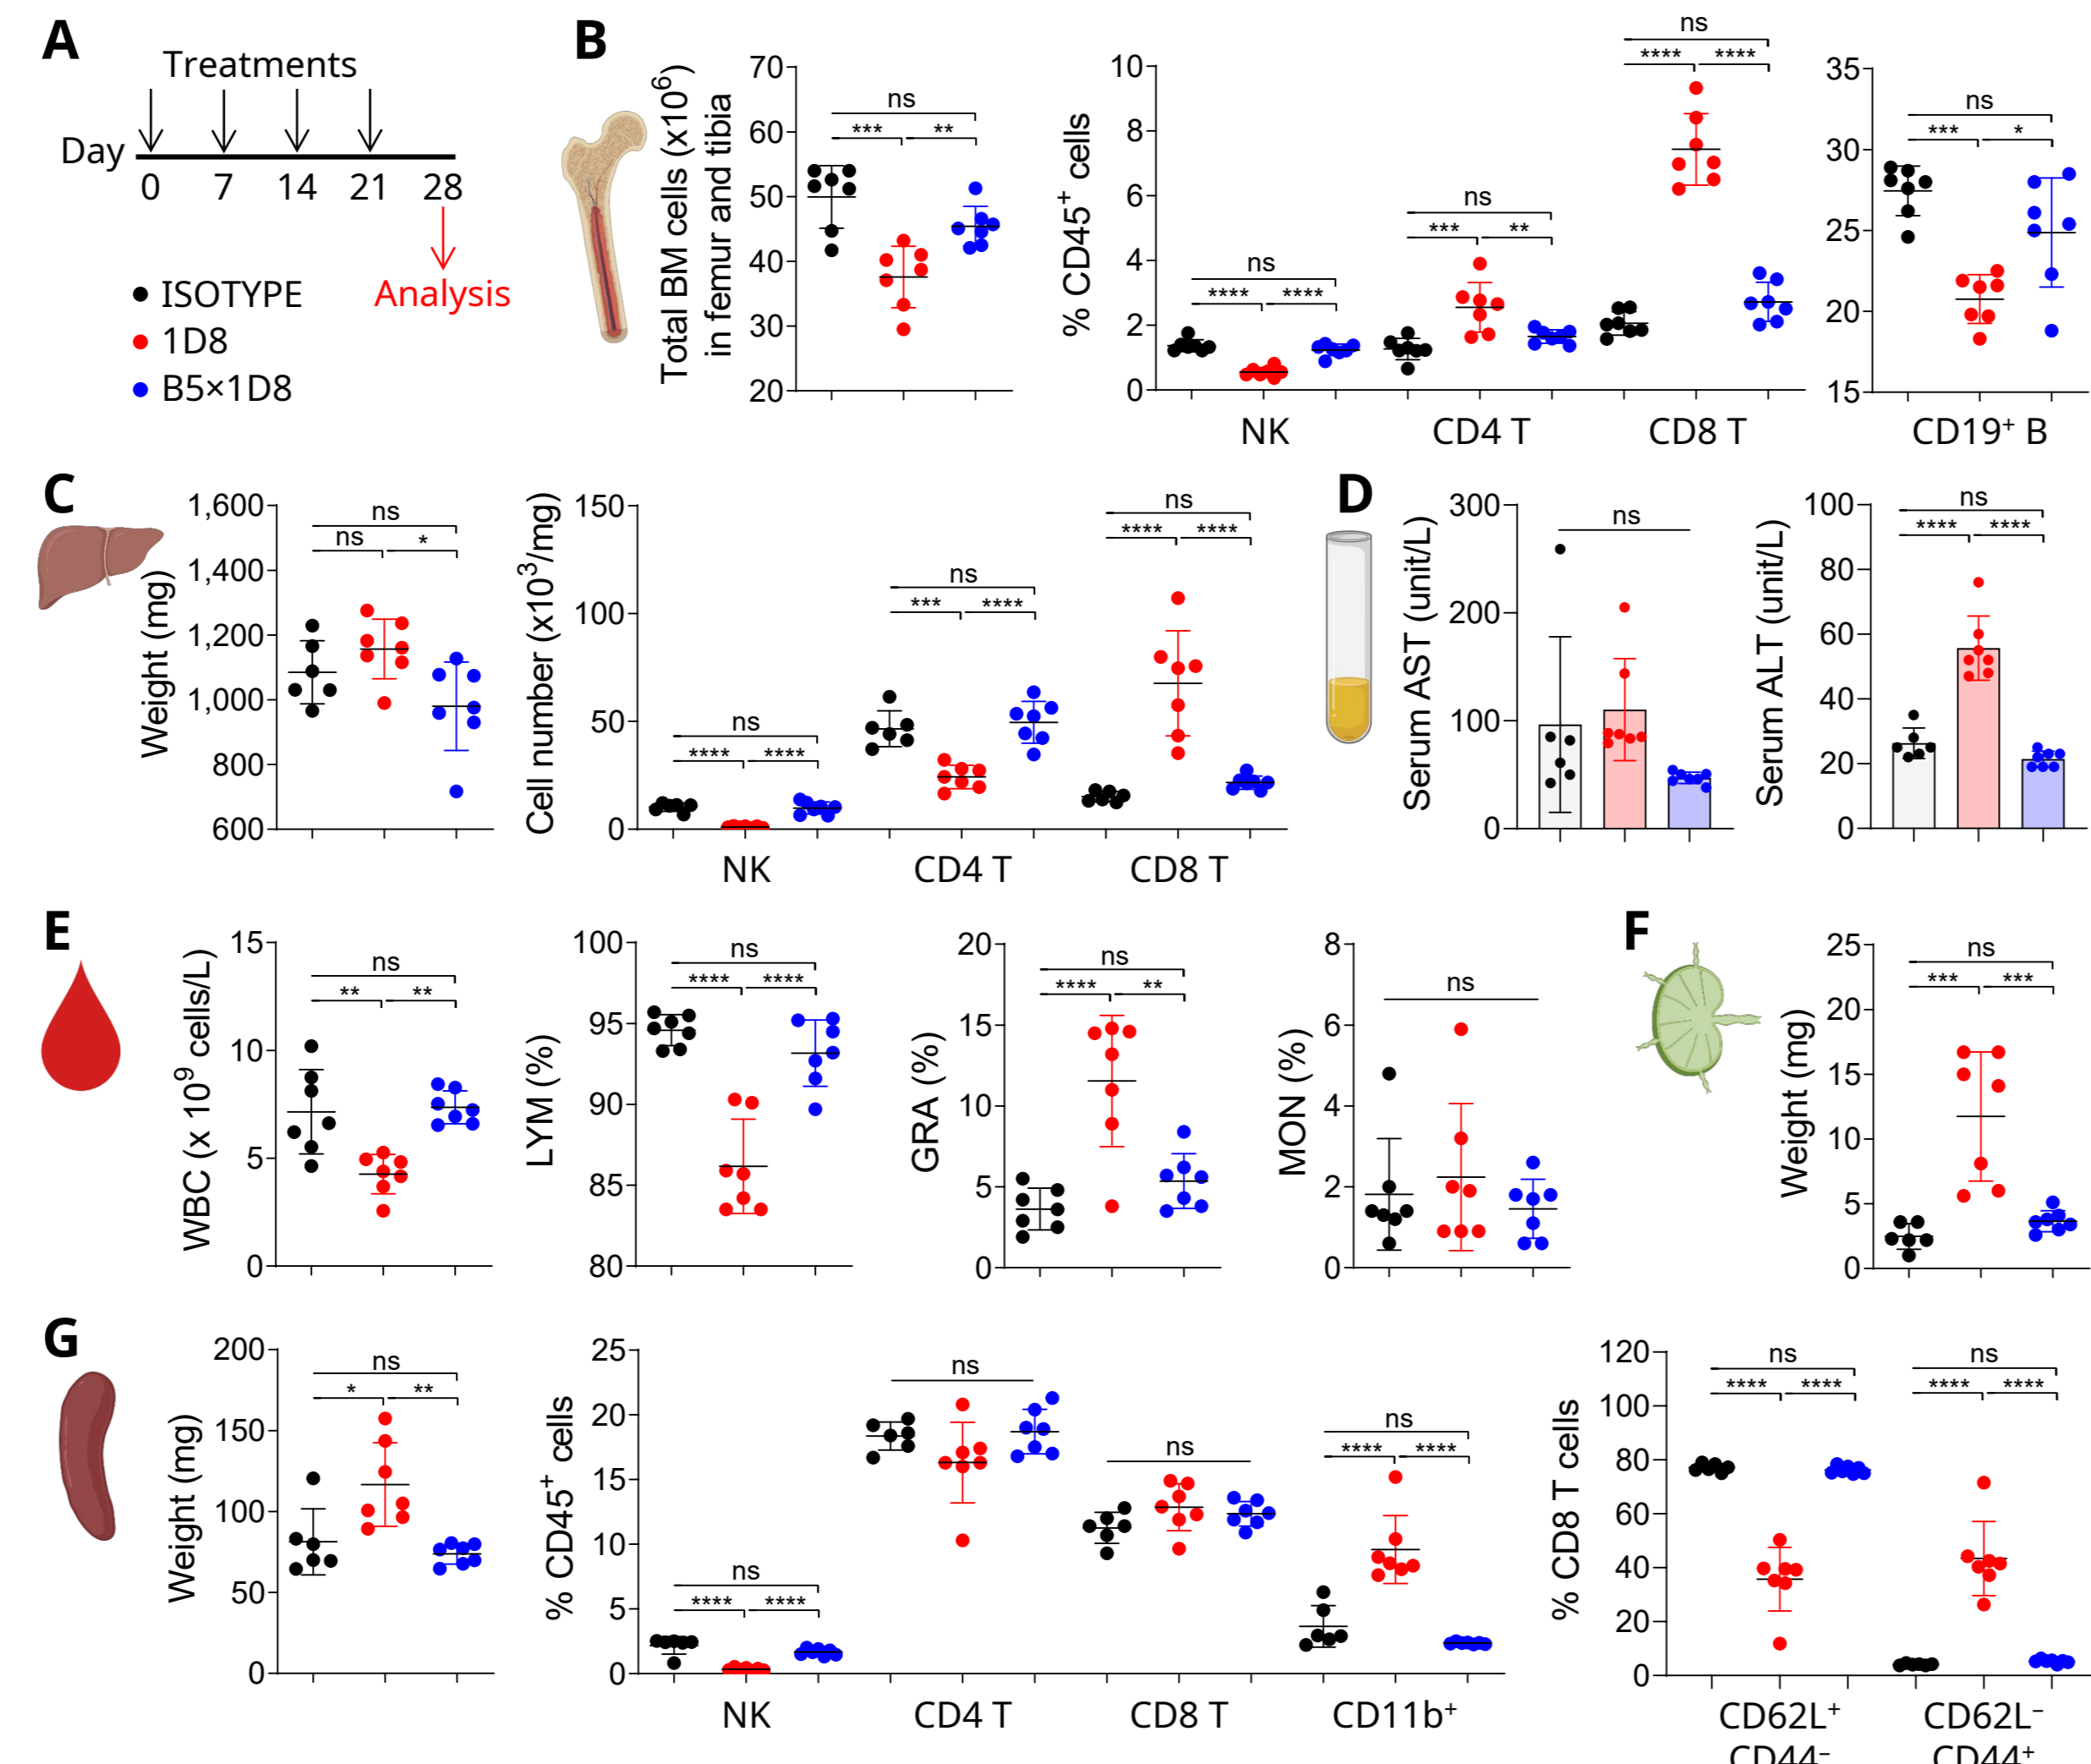 A
Treatments
Day
0 7 14 21 28
Analysis
ISOTYPE
1D8
B5×1D8
B
Total BM cells (x10⁶)
in femur and tibia
70
60
50
40
30
20
ns
*** **
% CD45⁺ cells
10
8
6
4
2
0
ns
**** ****
ns
*** **
ns
**** ****
NK CD4 T CD8 T
35
30
25
20
15
ns
*** *
CD19⁺ B
C
Weight (mg)
1,600
1,400
1,200
1,000
800
600
ns
ns *
Cell number (x10³/mg)
150
100
50
0
ns
**** ****
ns
*** ****
ns
**** ****
NK CD4 T CD8 T
D
Serum AST (unit/L)
300
200
100
0
ns
Serum ALT (unit/L)
100
80
60
40
20
0
ns
**** ****
E
WBC (x 10⁹ cells/L)
15
10
5
0
ns
** **
LYM (%)
100
95
90
85
80
ns
**** ****
GRA (%)
20
15
10
5
0
ns
**** **
MON (%)
8
6
4
2
0
ns
F
Weight (mg)
25
20
15
10
5
0
ns
*** ***
G
Weight (mg)
200
150
100
50
0
ns
* **
% CD45⁺ cells
25
20
15
10
5
0
ns
**** ****
ns
ns
ns
**** ****
NK CD4 T CD8 T CD11b⁺
% CD8 T cells
120
100
80
60
40
20
0
ns
**** ****
ns
**** ****
CD62L⁺ CD62L⁻
CD44⁻ CD44⁺